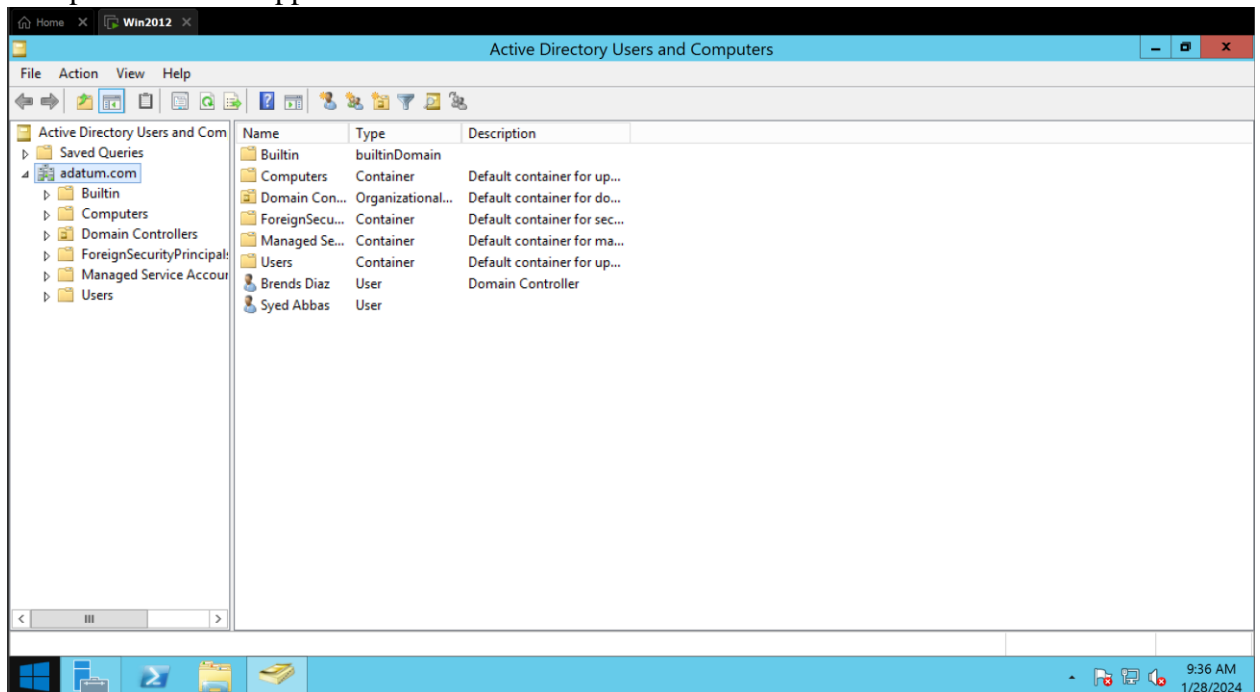 Home Win2012
Active Directory Users and Computers
File Action View Help
Active Directory Users and Com
Saved Queries
adatum.com
Builtin
Computers
Domain Controllers
ForeignSecurityPrincipal
Managed Service Accour
Users
Name Type Description
Builtin builtinDomain
Computers Container Default container for up...
Domain Con... Organizational... Default container for do...
ForeignSecu... Container Default container for sec...
Managed Se... Container Default container for ma...
Users Container Default container for up...
Brends Diaz User Domain Controller
Syed Abbas User
9:36 AM
1/28/2024